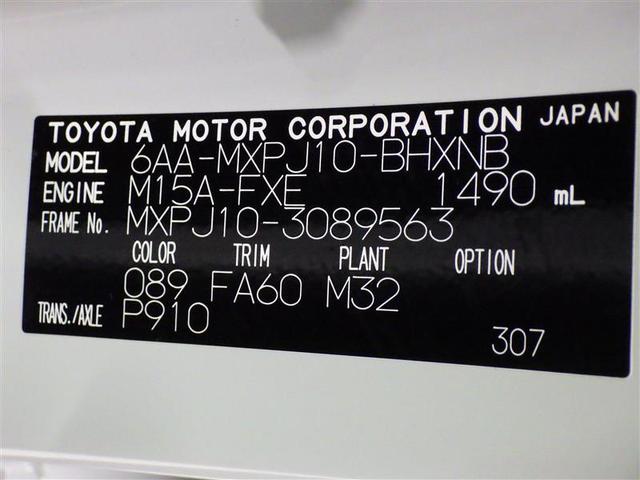 TOYOTA MOTOR CORPORATION JAPAN
MODEL 6AA-MXPJ10-BHXNB
ENGINE M15A-FXE 1490 mL
FRAME No. MXPJ10-3089563
COLOR TRIM PLANT OPTION
089 FA60 M32
TRANS./AXLE P910
307